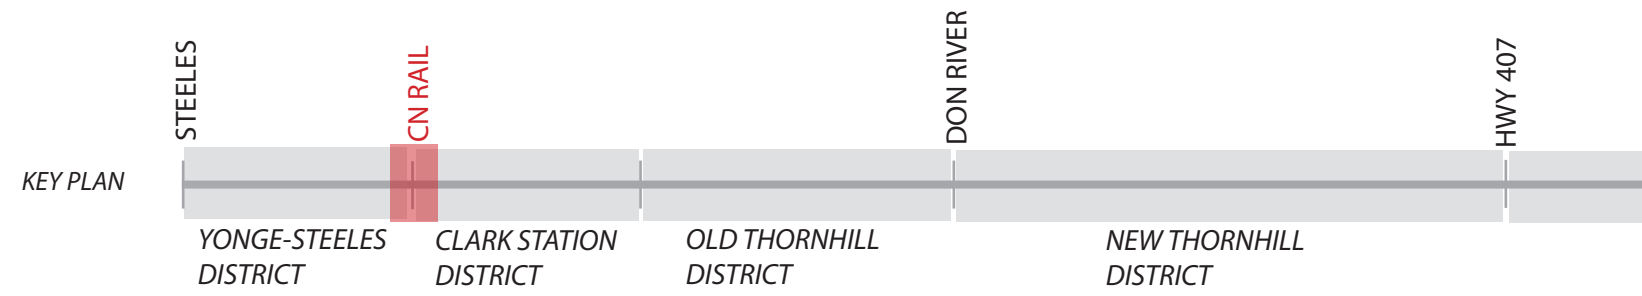 STEELES
CN RAIL
DON RIVER
HWY 407
KEY PLAN
YONGE-STEELES
DISTRICT
CLARK STATION
DISTRICT
OLD THORNHILL
DISTRICT
NEW THORNHILL
DISTRICT